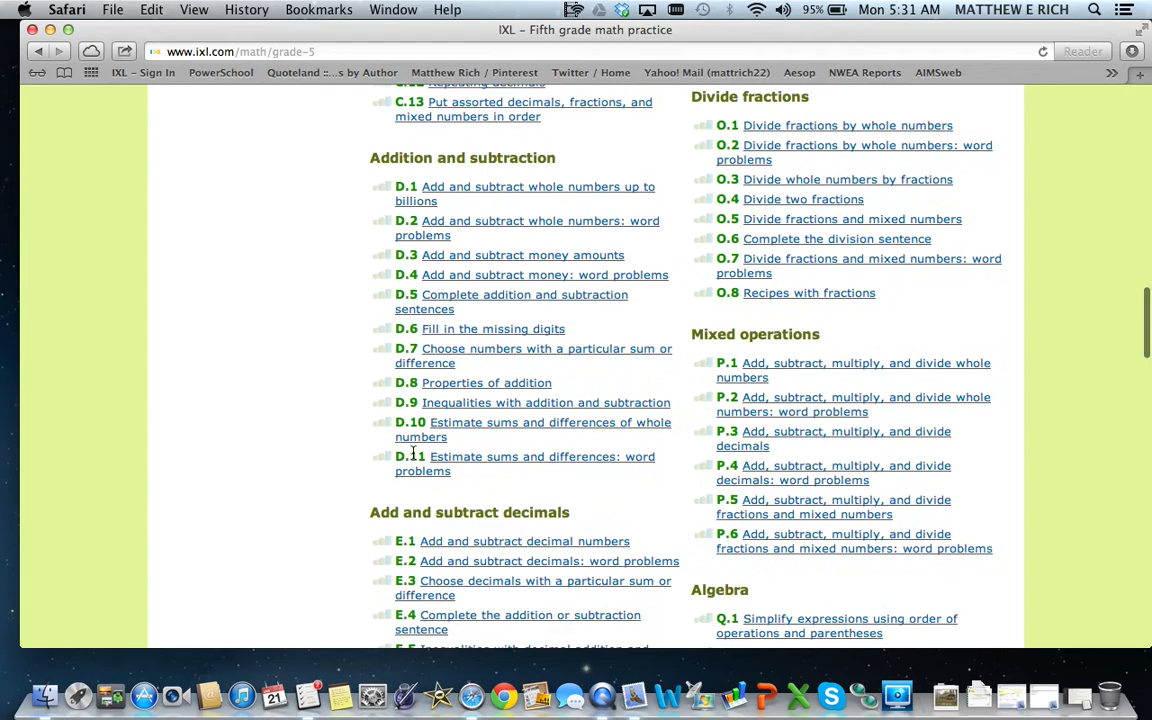 Safari File Edit View History Bookmarks Window Help 95% Mon 5:31 AM MATTHEW E RICH
IXL – Fifth grade math practice
www.ixl.com/math/grade-5 Reader
IXL - Sign In PowerSchool Quoteland ::...s by Author Matthew Rich / Pinterest Twitter / Home Yahoo! Mail (mattrich22) Aesop NWEA Reports AIMSweb
C.13 Put assorted decimals, fractions, and
mixed numbers in order
Addition and subtraction
D.1 Add and subtract whole numbers up to
billions
D.2 Add and subtract whole numbers: word
problems
D.3 Add and subtract money amounts
D.4 Add and subtract money: word problems
D.5 Complete addition and subtraction
sentences
D.6 Fill in the missing digits
D.7 Choose numbers with a particular sum or
difference
D.8 Properties of addition
D.9 Inequalities with addition and subtraction
D.10 Estimate sums and differences of whole
numbers
D.11 Estimate sums and differences: word
problems
Add and subtract decimals
E.1 Add and subtract decimal numbers
E.2 Add and subtract decimals: word problems
E.3 Choose decimals with a particular sum or
difference
E.4 Complete the addition or subtraction
sentence
Divide fractions
O.1 Divide fractions by whole numbers
O.2 Divide fractions by whole numbers: word
problems
O.3 Divide whole numbers by fractions
O.4 Divide two fractions
O.5 Divide fractions and mixed numbers
O.6 Complete the division sentence
O.7 Divide fractions and mixed numbers: word
problems
O.8 Recipes with fractions
Mixed operations
P.1 Add, subtract, multiply, and divide whole
numbers
P.2 Add, subtract, multiply, and divide whole
numbers: word problems
P.3 Add, subtract, multiply, and divide
decimals
P.4 Add, subtract, multiply, and divide
decimals: word problems
P.5 Add, subtract, multiply, and divide
fractions and mixed numbers
P.6 Add, subtract, multiply, and divide
fractions and mixed numbers: word problems
Algebra
Q.1 Simplify expressions using order of
operations and parentheses
21